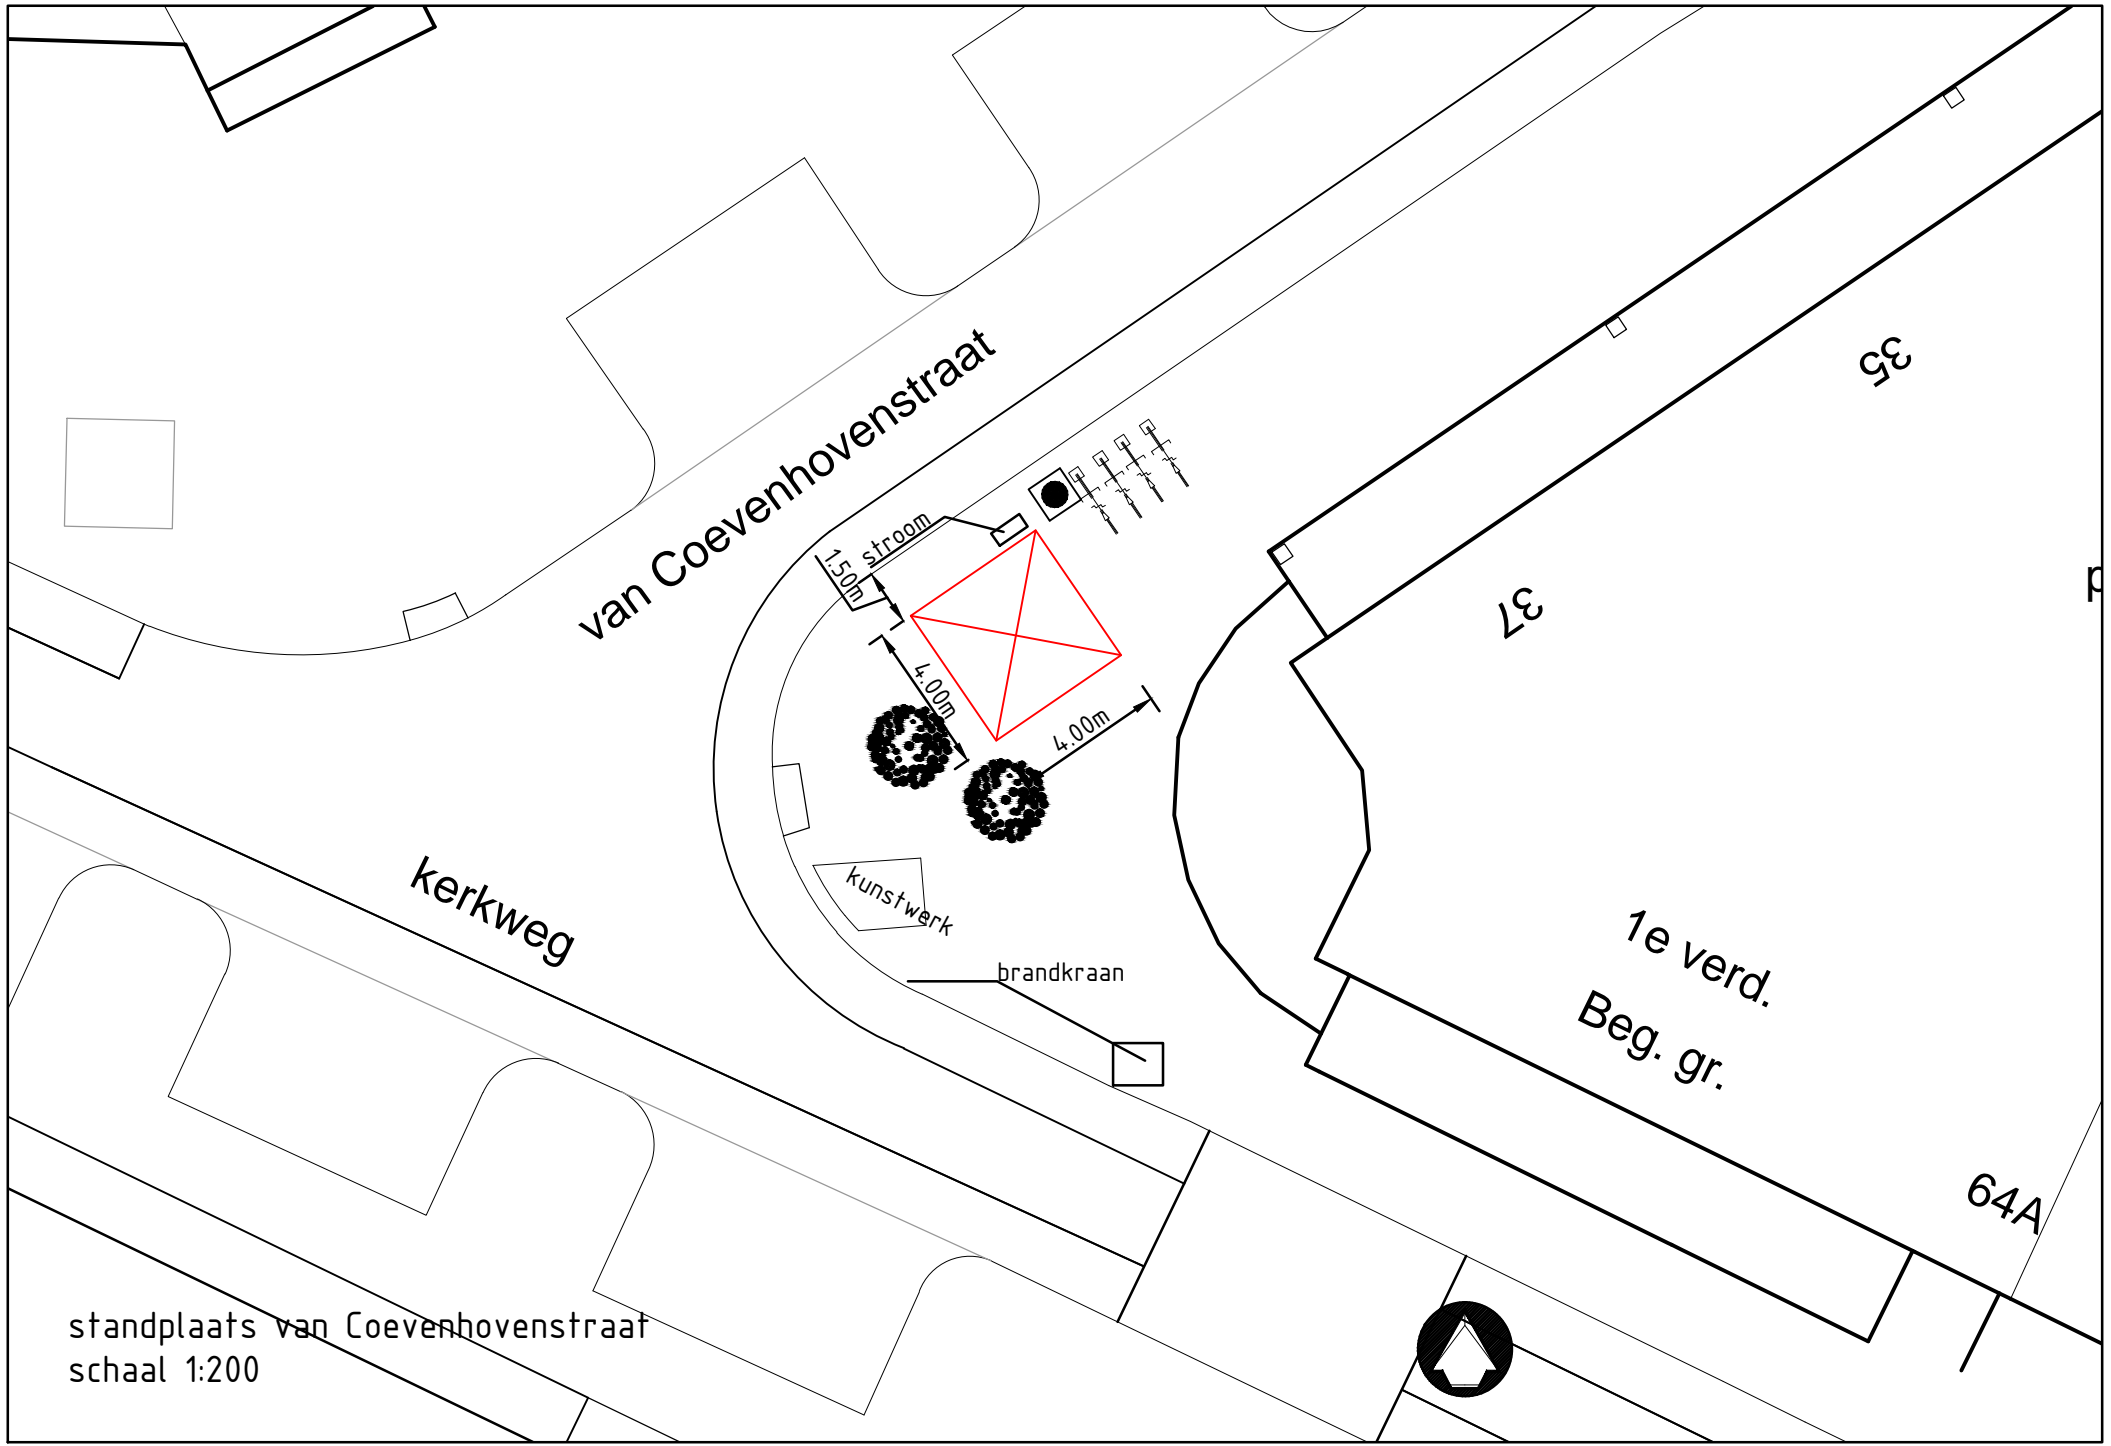 van Coevenhovenstraat
stroom
1.50m
4.00m
4.00m
35
37
p
kunstwerk
kerkweg
brandkraan
1e verd.
Beg. gr.
64A
standplaats van Coevenhovenstraat
schaal 1:200